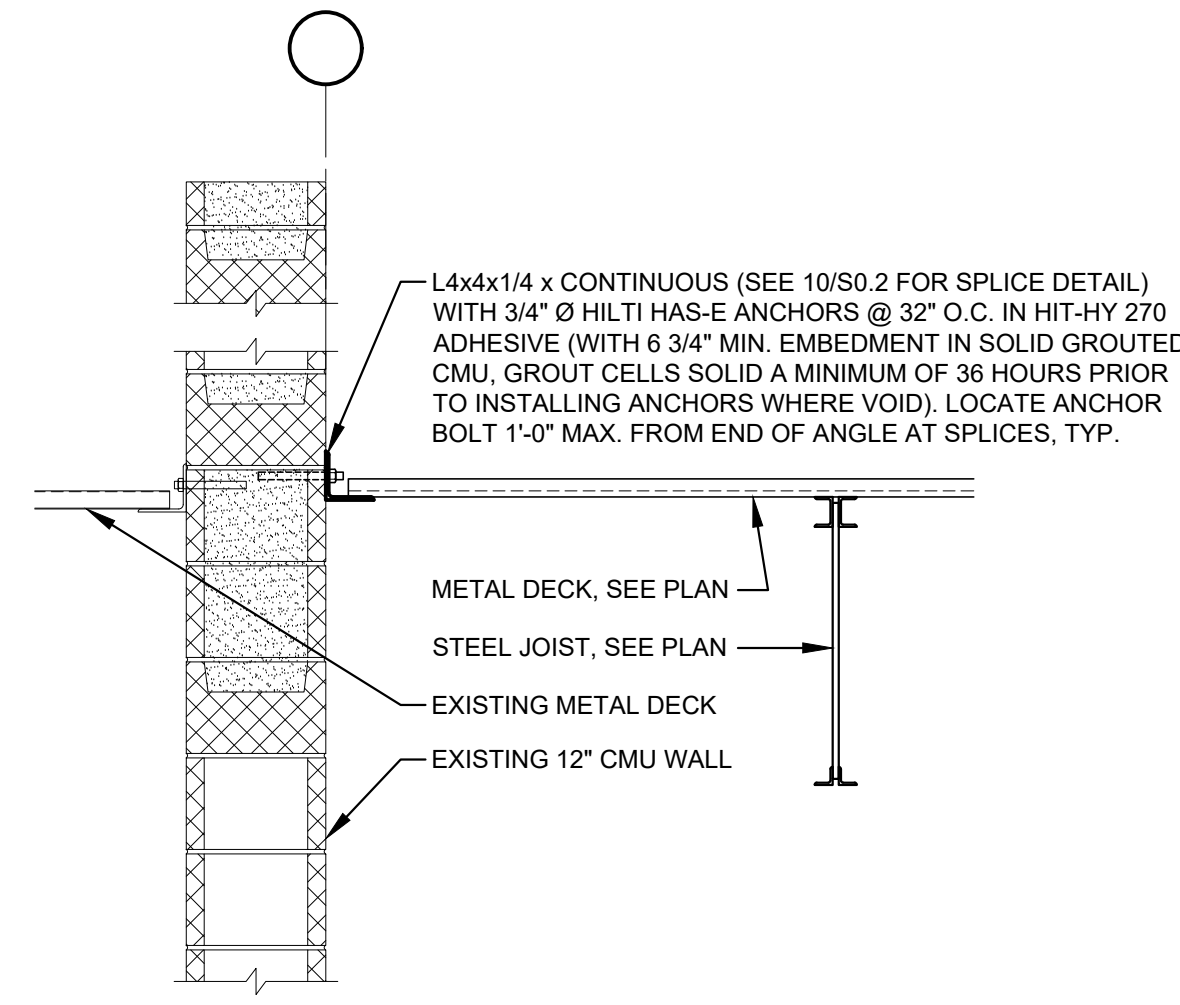 L4x4x1/4 x CONTINUOUS (SEE 10/S0.2 FOR SPLICE DETAIL)
WITH 3/4" Ø HILTI HAS-E ANCHORS @ 32" O.C. IN HIT-HY 270
ADHESIVE (WITH 6 3/4" MIN. EMBEDMENT IN SOLID GROUTED
CMU, GROUT CELLS SOLID A MINIMUM OF 36 HOURS PRIOR
TO INSTALLING ANCHORS WHERE VOID). LOCATE ANCHOR
BOLT 1'-0" MAX. FROM END OF ANGLE AT SPLICES, TYP.
METAL DECK, SEE PLAN
STEEL JOIST, SEE PLAN
EXISTING METAL DECK
EXISTING 12" CMU WALL